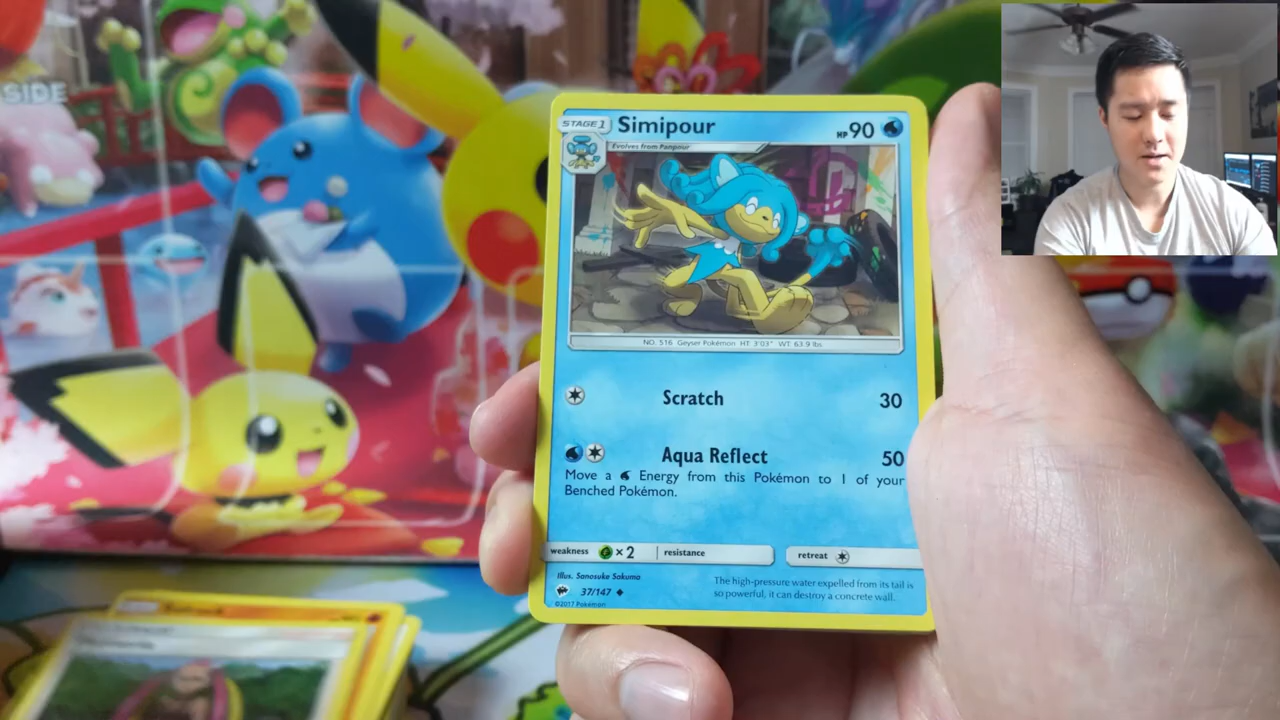 SIDE
STAGE 1
Simipour
HP 90
Evolves from Panpour
NO. 516 Geyser Pokémon HT: 3'03" WT: 63.9 lbs
Scratch 30
Aqua Reflect 50
Move a Energy from this Pokémon to 1 of your
Benched Pokémon.
weakness ×2 resistance retreat
Illus. Sanosuke Sakuma
37/147
©2017 Pokémon
The high-pressure water expelled from its tail is
so powerful, it can destroy a concrete wall.